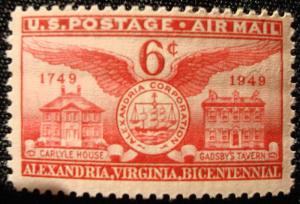 U.S. POSTAGE · AIR MAIL
6¢
1749 1949
ALEXANDRIA CORPORATION
CARLYLE HOUSE GADSBY'S TAVERN
ALEXANDRIA, VIRGINIA, BICENTENNIAL